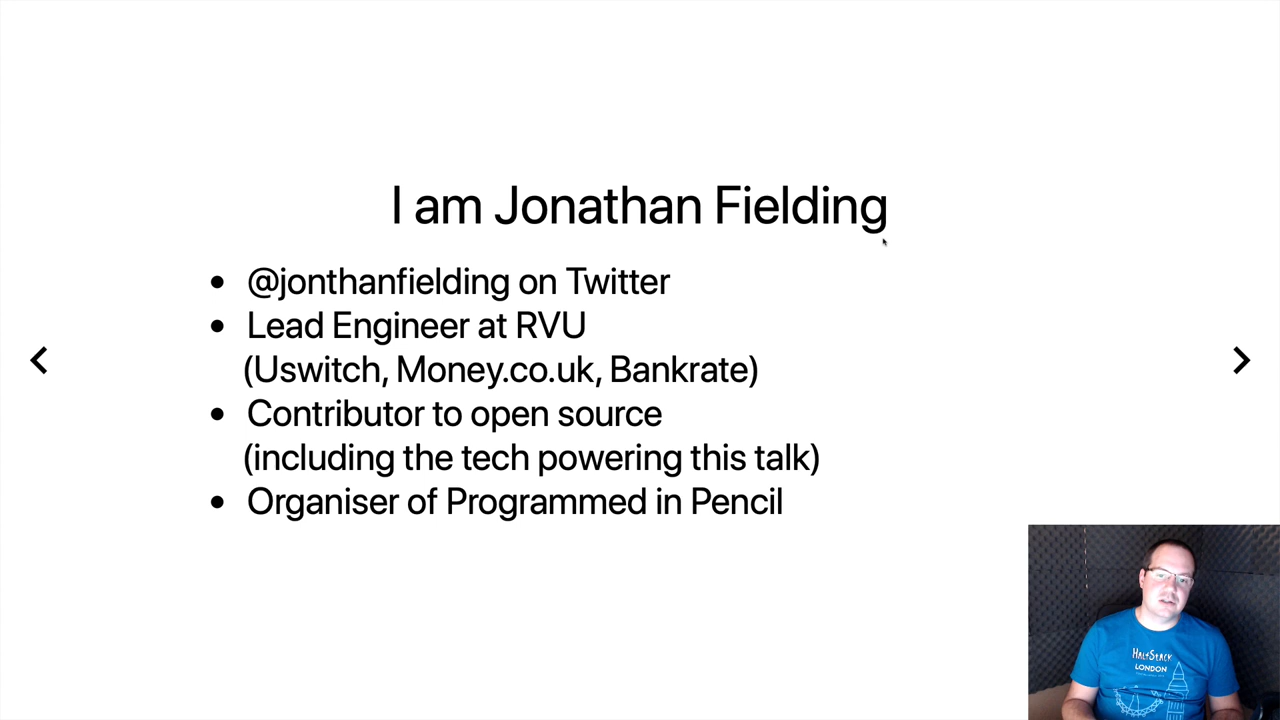 I am Jonathan Fielding
• @jonthanfielding on Twitter
• Lead Engineer at RVU
(Uswitch, Money.co.uk, Bankrate)
• Contributor to open source
(including the tech powering this talk)
• Organiser of Programmed in Pencil
HALFSTACK
LONDON